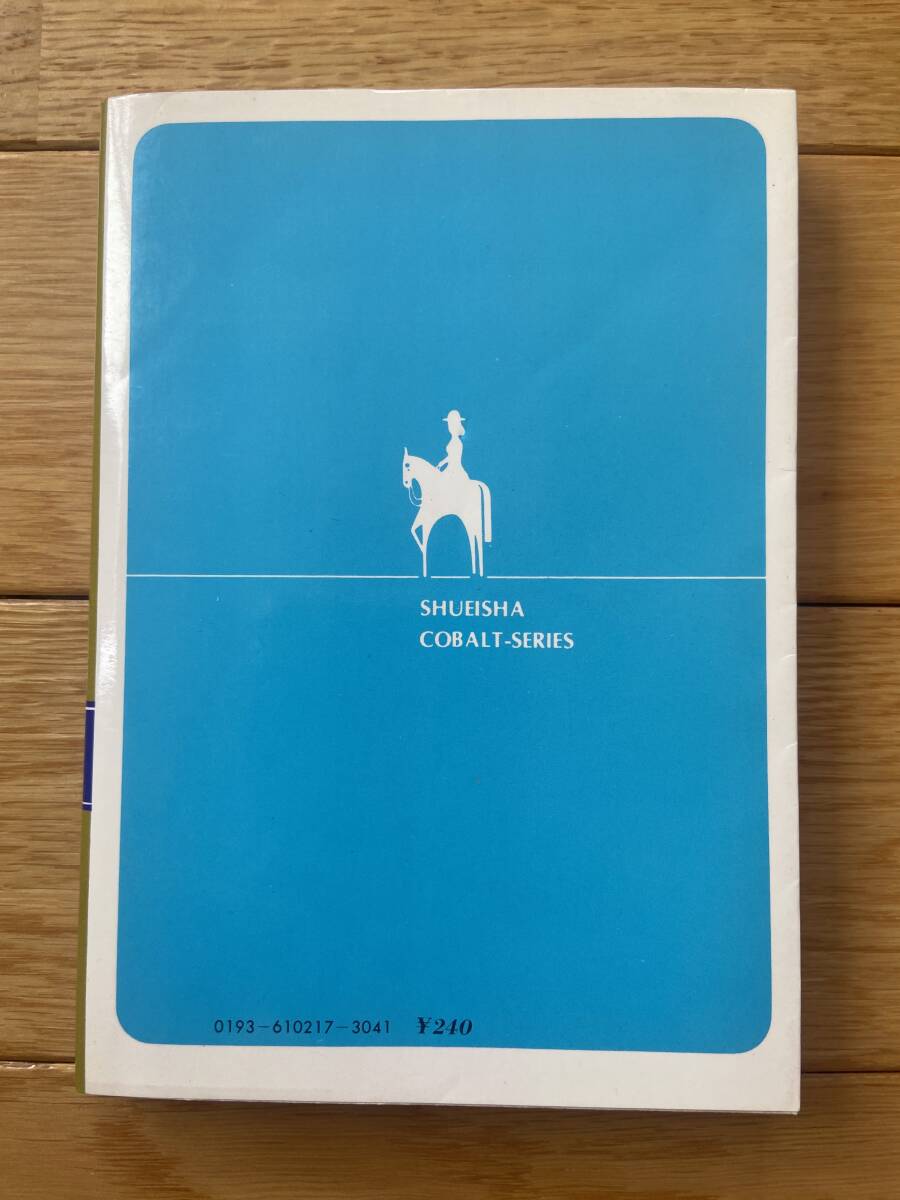 SHUEISHA
COBALT-SERIES
0193-610217-3041 ¥240